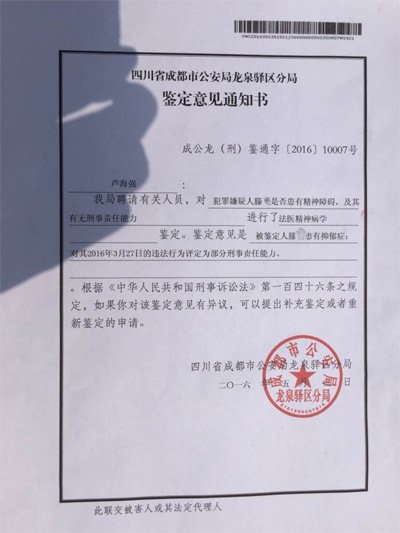 四川省成都市公安局龙泉驿区分局
鉴定意见通知书
成公龙（刑）鉴通字〔2016〕10007号
芦海强：
我局聘请有关人员，对 犯罪嫌疑人滕 是否患有精神障碍、及其
有无刑事责任能力 进行了 法医精神病学
鉴定。鉴定意见是 被鉴定人滕 患有抑郁症；
对其2016年3月27日的违法行为评定为部分刑事责任能力。
。根据《中华人民共和国刑事诉讼法》第一百四十六条之规
定，如果你对该鉴定意见有异议，可以提出补充鉴定或者重
新鉴定的申请。
四川省成都市公安局龙泉驿区分局
二〇一六 年 五 月 日
成都市公安局
龙泉驿区分局
此联交被害人或其法定代理人